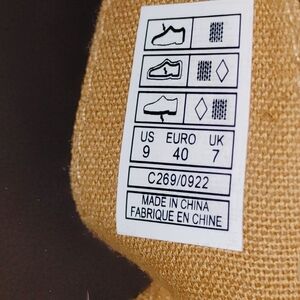 US EURO UK
9 40 7
C269/0922
MADE IN CHINA
FABRIQUE EN CHINE